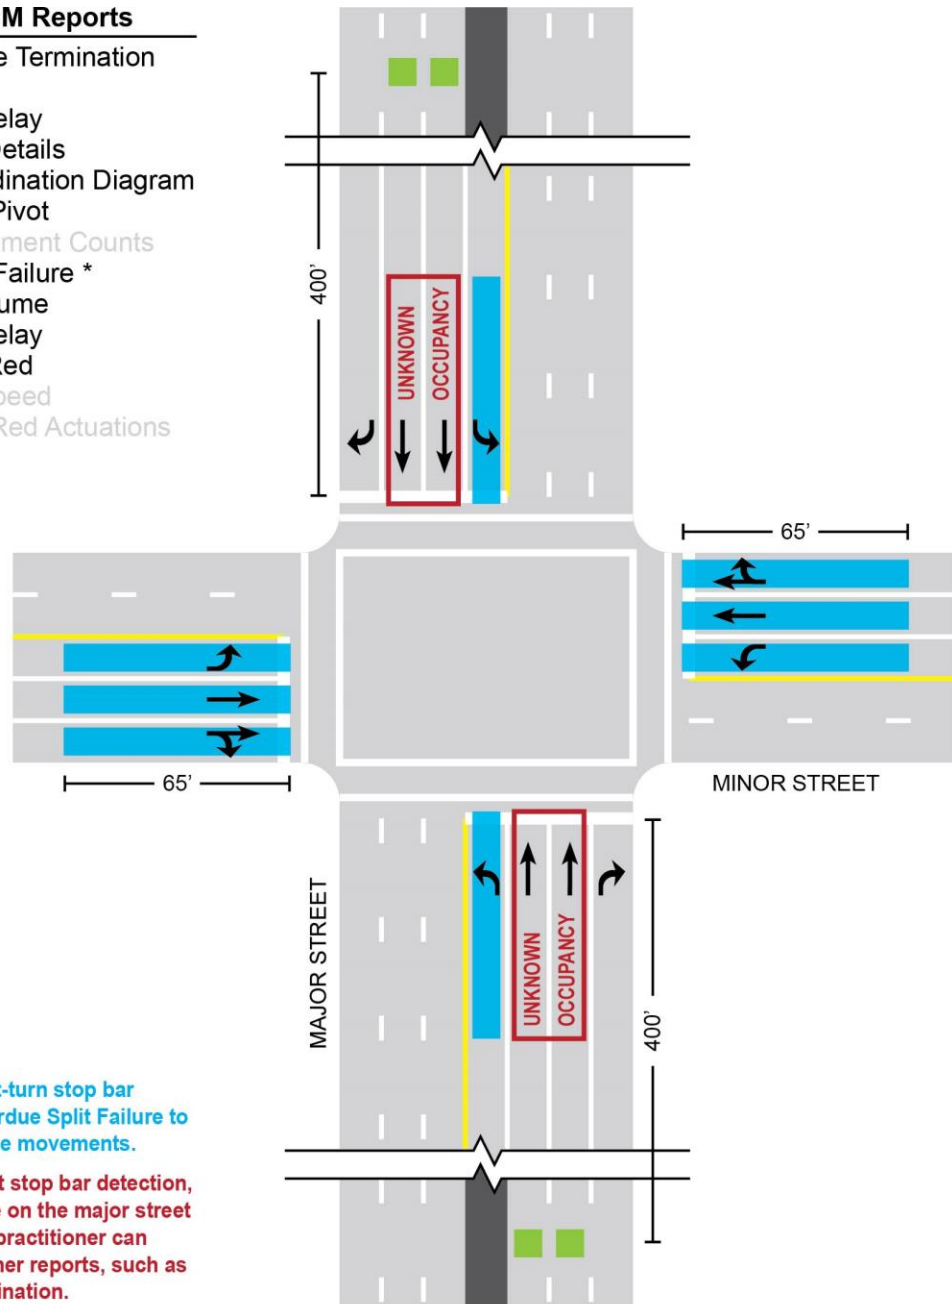 M Reports
e Termination
elay
Details
dination Diagram
Pivot
ment Counts
Failure *
ume
elay
Red
peed
Red Actuations
400'
UNKNOWN
OCCUPANCY
65'
65'
MINOR STREET
MAJOR STREET
UNKNOWN
OCCUPANCY
400'
t-turn stop bar
rdue Split Failure to
e movements.
t stop bar detection,
e on the major street
practitioner can
her reports, such as
ination.